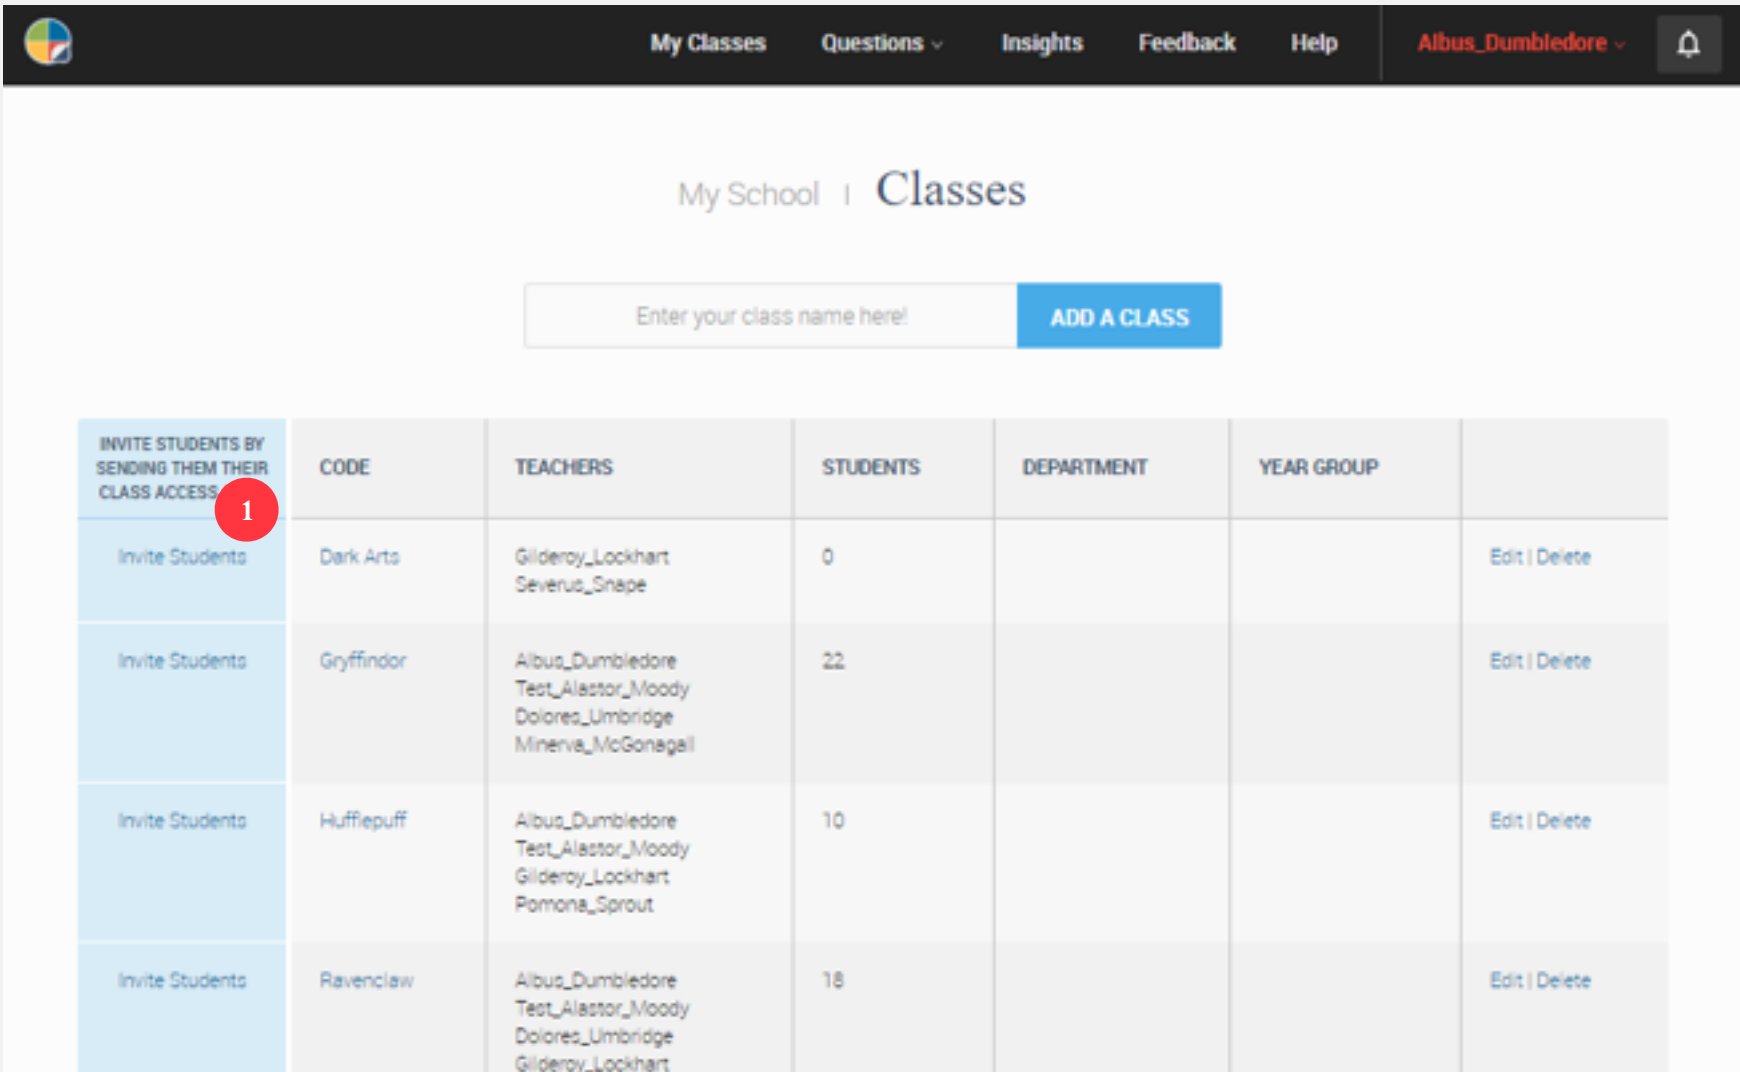 My Classes Questions Insights Feedback Help Albus_Dumbledore
My School | Classes
Enter your class name here! ADD A CLASS
INVITE STUDENTS BY
SENDING THEM THEIR
CLASS ACCESS
1
CODE TEACHERS STUDENTS DEPARTMENT YEAR GROUP
Invite Students Dark Arts Gilderoy_Lockhart 0 Edit | Delete
Severus_Snape
Invite Students Gryffindor Albus_Dumbledore 22 Edit | Delete
Test_Alastor_Moody
Dolores_Umbridge
Minerva_McGonagall
Invite Students Hufflepuff Albus_Dumbledore 10 Edit | Delete
Test_Alastor_Moody
Gilderoy_Lockhart
Pomona_Sprout
Invite Students Ravenclaw Albus_Dumbledore 18 Edit | Delete
Test_Alastor_Moody
Dolores_Umbridge
Gilderoy_Lockhart